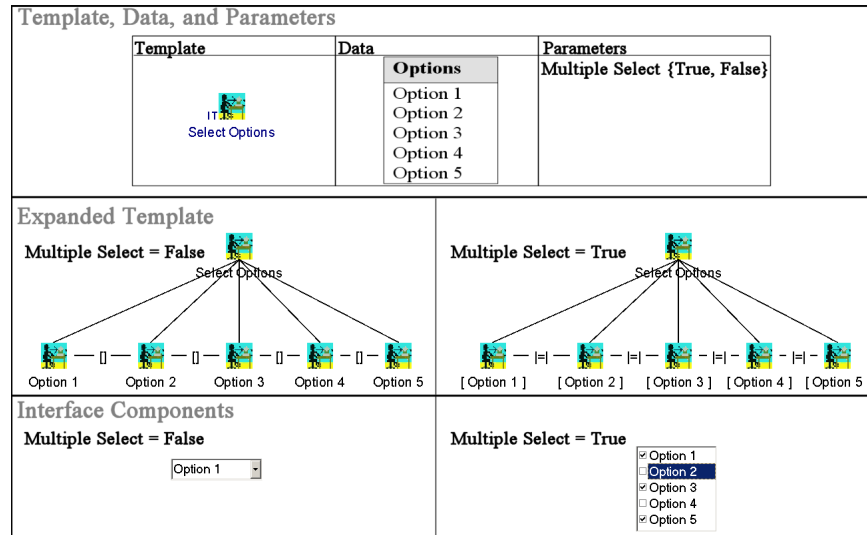 Template, Data, and Parameters
Template Data Parameters
Options
Multiple Select {True, False}
Option 1
Option 2
Option 3
Option 4
Option 5
IT
Select Options
Expanded Template
Multiple Select = False
Select Options
[] [] [] []
Option 1 Option 2 Option 3 Option 4 Option 5
Multiple Select = True
Select Options
|=| |=| |=| |=|
[ Option 1 ] [ Option 2 ] [ Option 3 ] [ Option 4 ] [ Option 5
Interface Components
Multiple Select = False
Option 1
Multiple Select = True
Option 1
Option 2
Option 3
Option 4
Option 5